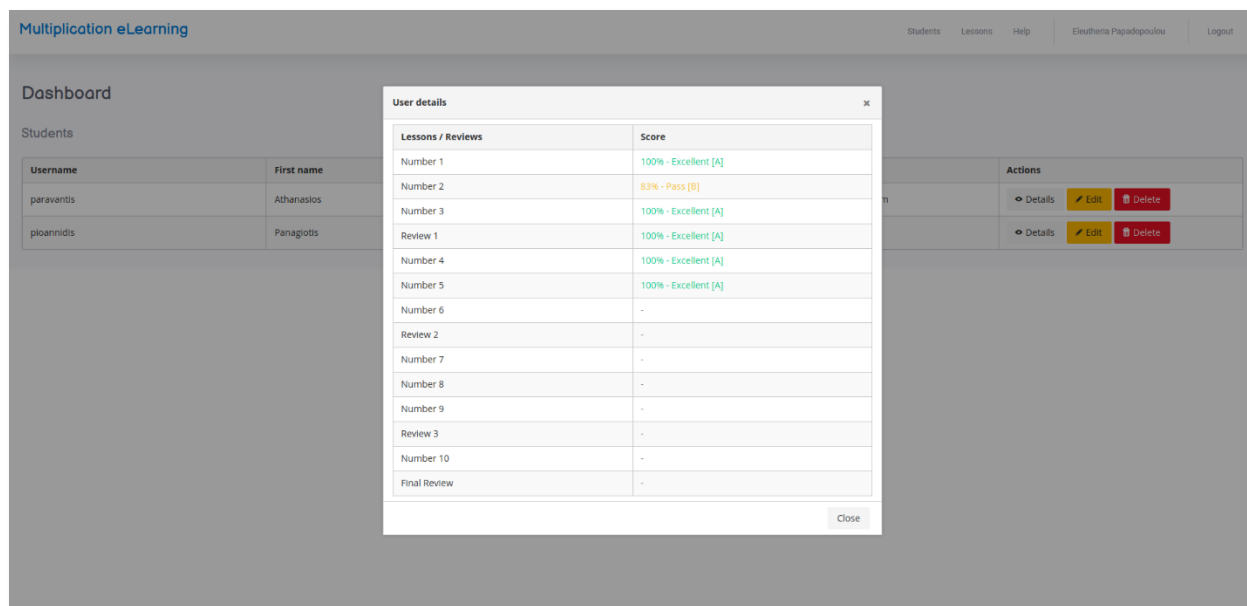 Multiplication eLearning
Students Lessons Help Eleutheria Papadopoulou Logout
Dashboard
Students
Username First name Actions
paravantis Athanasios m Details Edit Delete
pioannidis Panagiotis Details Edit Delete
User details ×
Lessons / Reviews Score
Number 1 100% - Excellent [A]
Number 2 83% - Pass [B]
Number 3 100% - Excellent [A]
Review 1 100% - Excellent [A]
Number 4 100% - Excellent [A]
Number 5 100% - Excellent [A]
Number 6 -
Review 2 -
Number 7 -
Number 8 -
Number 9 -
Review 3 -
Number 10 -
Final Review -
Close